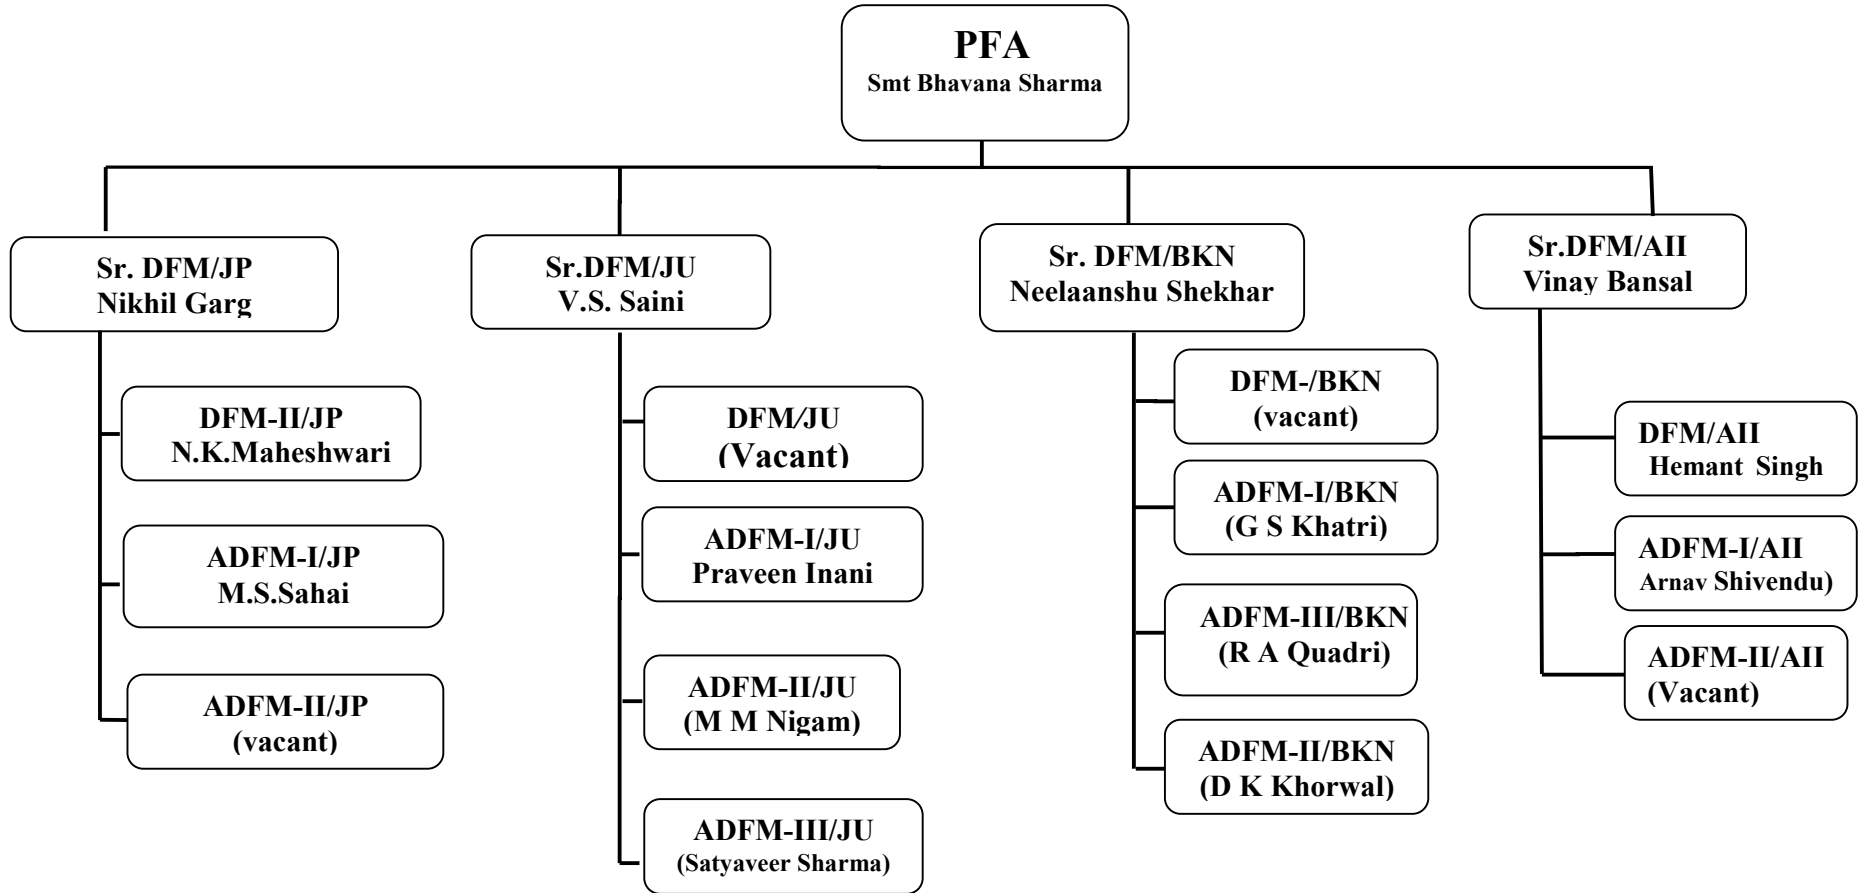 PFA
Smt Bhavana Sharma
Sr. DFM/JP
Nikhil Garg
DFM-II/JP
N.K.Maheshwari
ADFM-I/JP
M.S.Sahai
ADFM-II/JP
(vacant)
Sr.DFM/JU
V.S. Saini
DFM/JU
(Vacant)
ADFM-I/JU
Praveen Inani
ADFM-II/JU
(M M Nigam)
ADFM-III/JU
(Satyaveer Sharma)
Sr. DFM/BKN
Neelaanshu Shekhar
DFM-/BKN
(vacant)
ADFM-I/BKN
(G S Khatri)
ADFM-III/BKN
(R A Quadri)
ADFM-II/BKN
(D K Khorwal)
Sr.DFM/AII
Vinay Bansal
DFM/AII
Hemant Singh
ADFM-I/AII
Arnav Shivendu)
ADFM-II/AII
(Vacant)